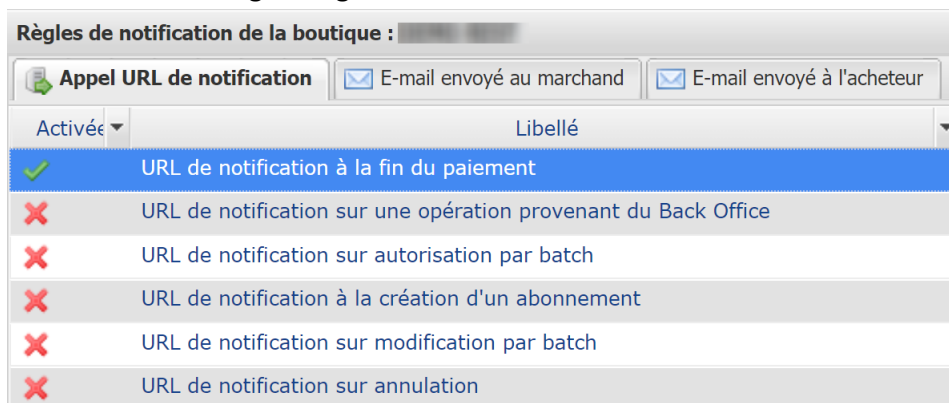 Règles de notification de la boutique :
Appel URL de notification E-mail envoyé au marchand E-mail envoyé à l'acheteur
Activée Libellé
URL de notification à la fin du paiement
URL de notification sur une opération provenant du Back Office
URL de notification sur autorisation par batch
URL de notification à la création d'un abonnement
URL de notification sur modification par batch
URL de notification sur annulation